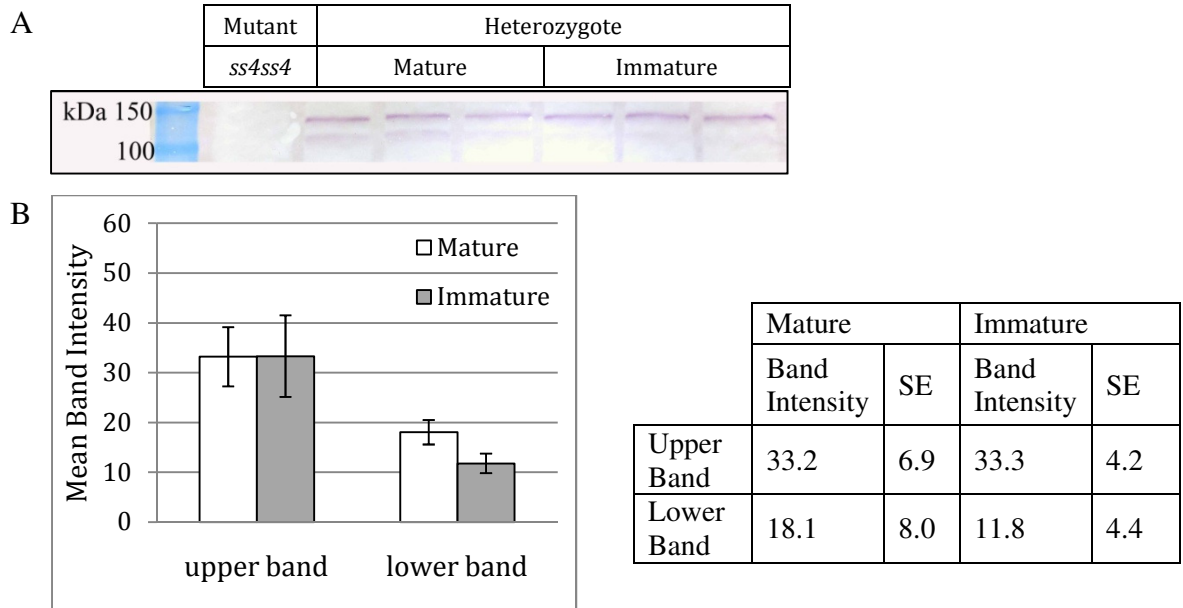 A
Mutant Heterozygote
ss4ss4 Mature Immature
kDa 150
100
B
60
50
40
30
20
10
0
Mean Band Intensity
Mature
Immature
upper band lower band
Mature Immature
Band Intensity SE Band Intensity SE
Upper Band 33.2 6.9 33.3 4.2
Lower Band 18.1 8.0 11.8 4.4